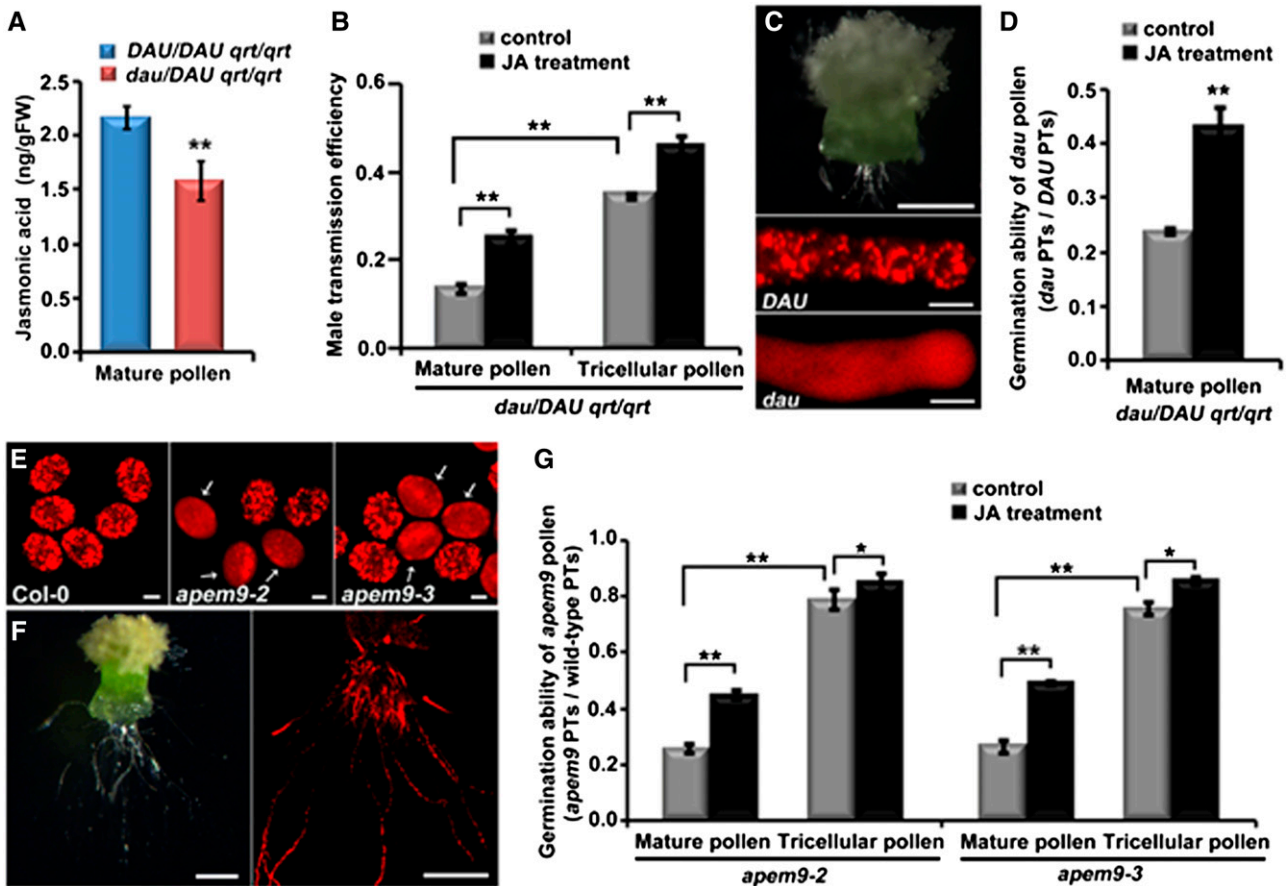 A
DAU/DAU qrt/qrt
dau/DAU qrt/qrt
Jasmonic acid (ng/gFW)
2.5
2.0
1.5
1.0
0.5
0.0
**
Mature pollen
B
control
JA treatment
Male transmission efficiency
0.6
0.4
0.2
0.0
**
**
**
Mature pollen Tricellular pollen
dau/DAU qrt/qrt
C
DAU
dau
D
control
JA treatment
Germination ability of dau pollen
(dau PTs / DAU PTs)
0.5
0.4
0.3
0.2
0.1
0.0
**
Mature pollen
dau/DAU qrt/qrt
E
Col-0
apem9-2
apem9-3
F
G
control
JA treatment
Germination ability of apem9 pollen
(apem9 PTs / wild-type PTs)
1.0
0.8
0.6
0.4
0.2
0.0
**
**
*
**
**
*
Mature pollen Tricellular pollen Mature pollen Tricellular pollen
apem9-2 apem9-3